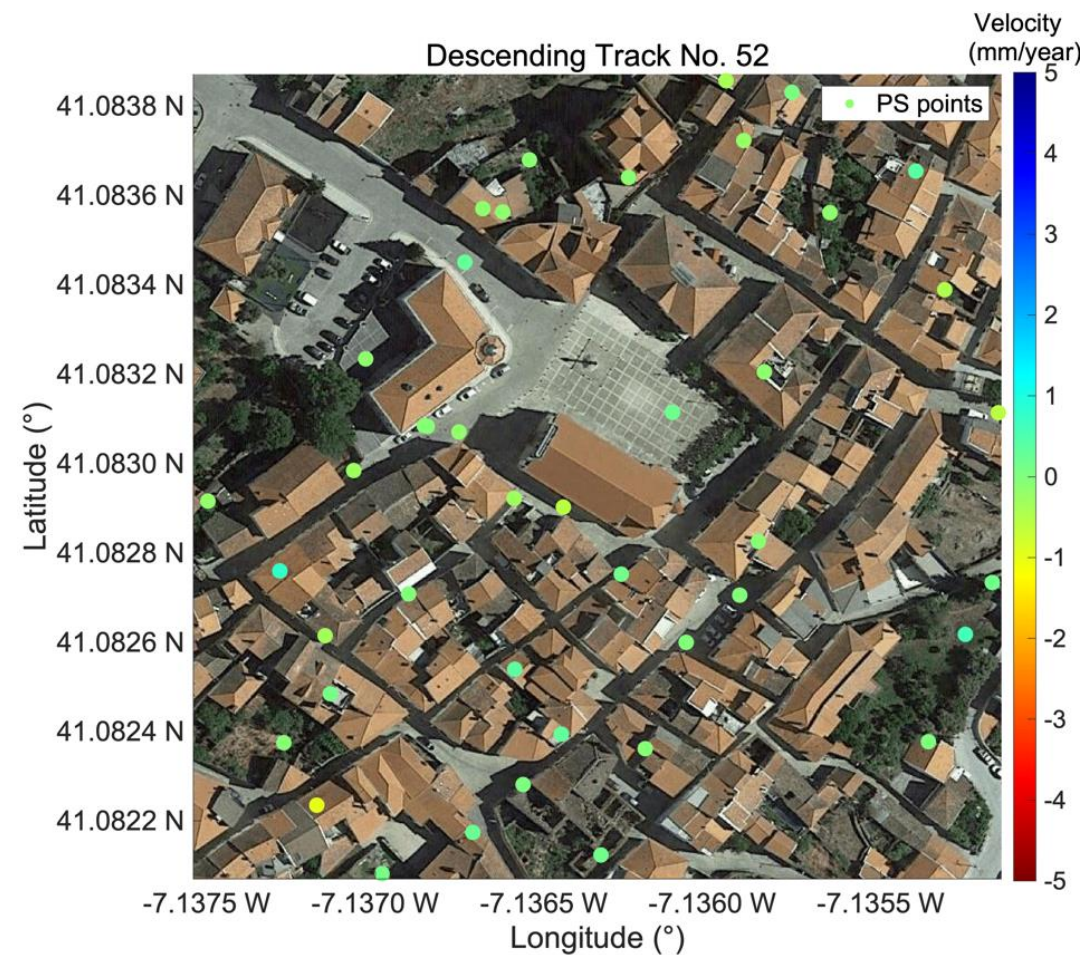 Velocity
(mm/year)
Descending Track No. 52
PS points
41.0838 N
41.0836 N
41.0834 N
41.0832 N
41.0830 N
41.0828 N
41.0826 N
41.0824 N
41.0822 N
Latitude (°)
-7.1375 W
-7.1370 W
-7.1365 W
-7.1360 W
-7.1355 W
Longitude (°)
5
4
3
2
1
0
-1
-2
-3
-4
-5